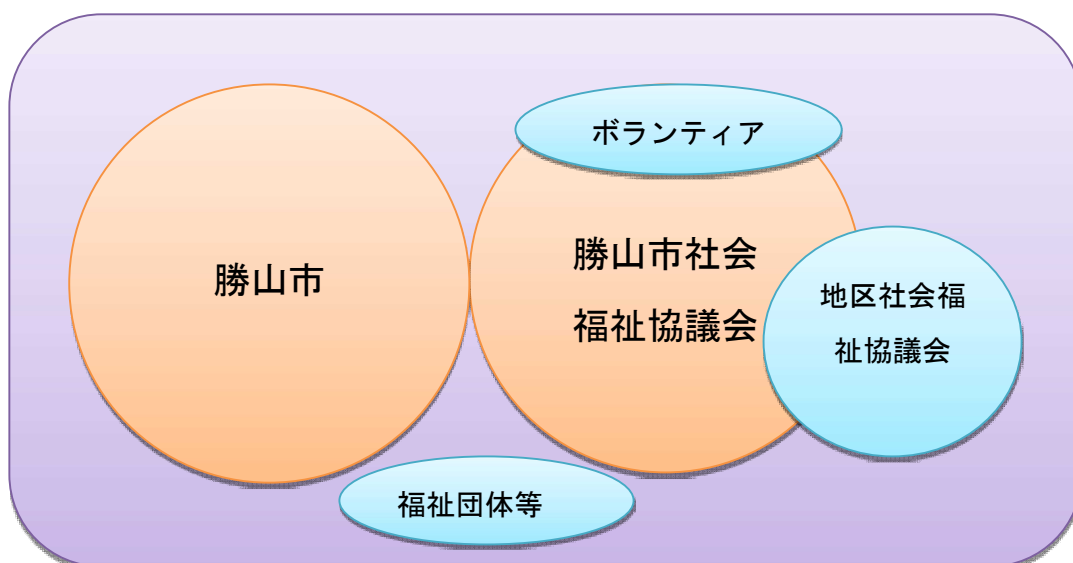 ボランティア
勝山市
勝山市社会
福祉協議会
地区社会福
祉協議会
福祉団体等